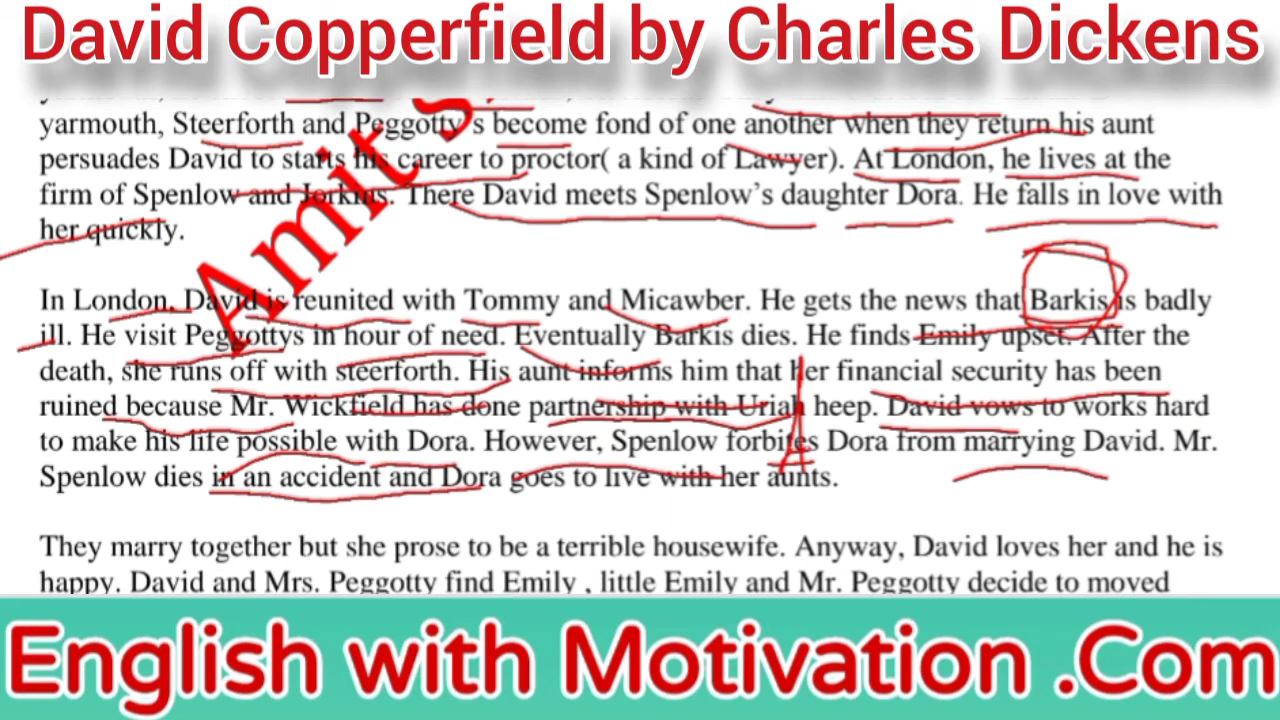 David Copperfield by Charles Dickens
yarmouth, Steerforth and Peggotty's become fond of one another when they return his aunt
persuades David to starts his career to proctor( a kind of Lawyer). At London, he lives at the
firm of Spenlow and Jorkins. There David meets Spenlow's daughter Dora. He falls in love with
her quickly.
In London, David is reunited with Tommy and Micawber. He gets the news that Barkis is badly
ill. He visit Peggottys in hour of need. Eventually Barkis dies. He finds Emily upset. After the
death, she runs off with steerforth. His aunt informs him that her financial security has been
ruined because Mr. Wickfield has done partnership with Uriah heep. David vows to works hard
to make his life possible with Dora. However, Spenlow forbites Dora from marrying David. Mr.
Spenlow dies in an accident and Dora goes to live with her aunts.
They marry together but she prose to be a terrible housewife. Anyway, David loves her and he is
happy. David and Mrs. Peggotty find Emily , little Emily and Mr. Peggotty decide to moved
Amit S
English with Motivation .Com